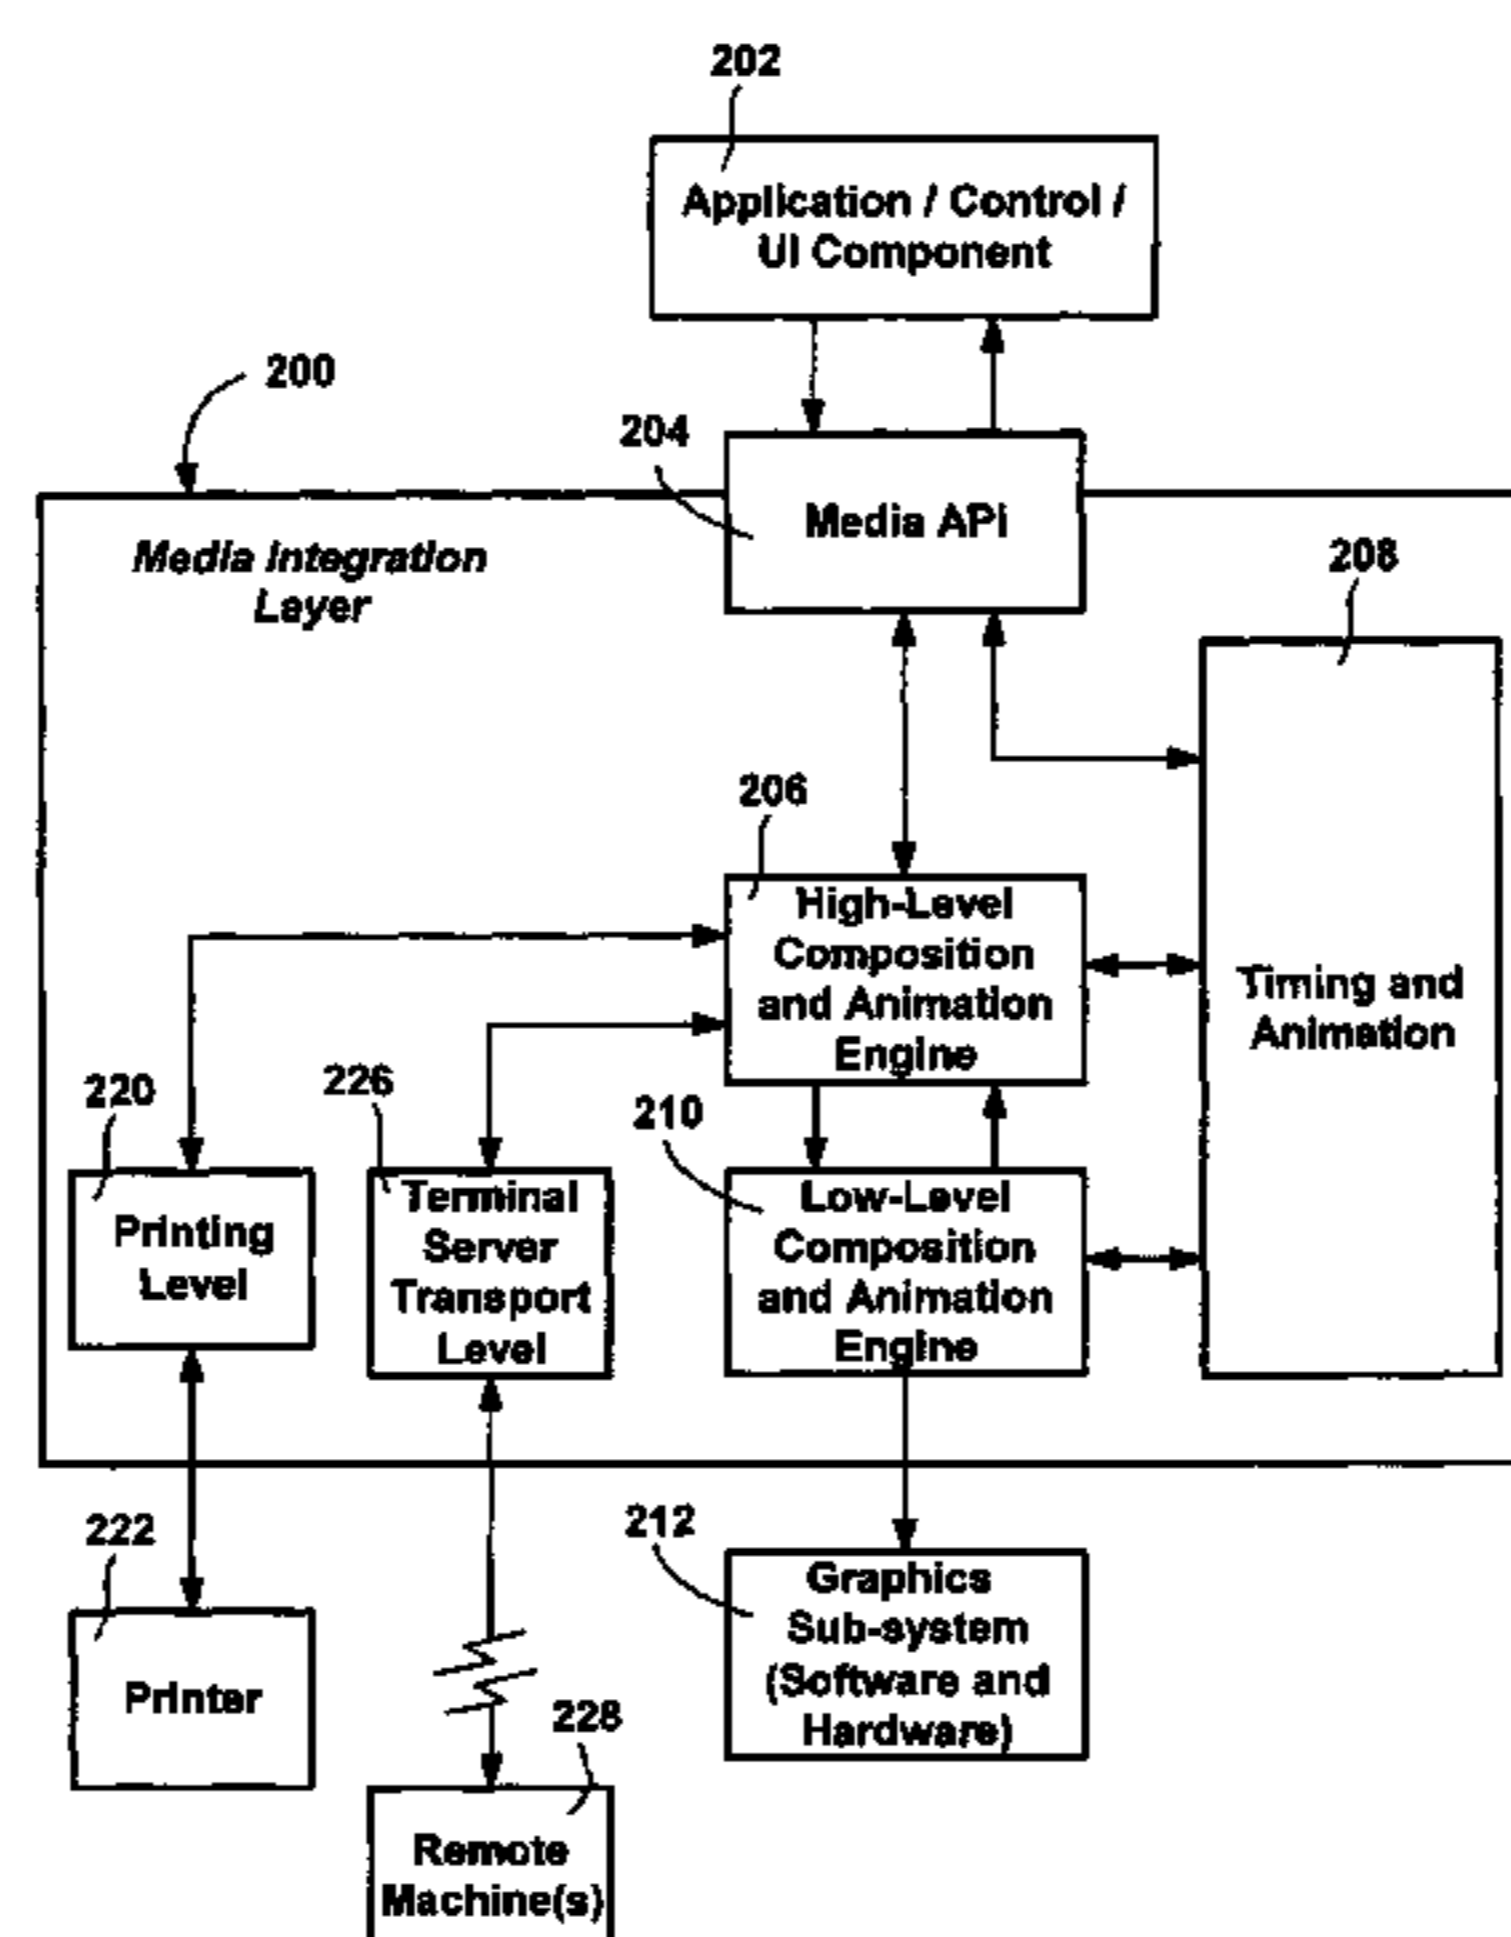 202
Application / Control /
UI Component
200
204
Media API
Media Integration
Layer
208
206
High-Level
Composition
and Animation
Engine
Timing and
Animation
220
226
210
Printing
Level
Terminal
Server
Transport
Level
Low-Level
Composition
and Animation
Engine
222
212
Printer
Graphics
Sub-system
(Software and
Hardware)
228
Remote
Machine(s)